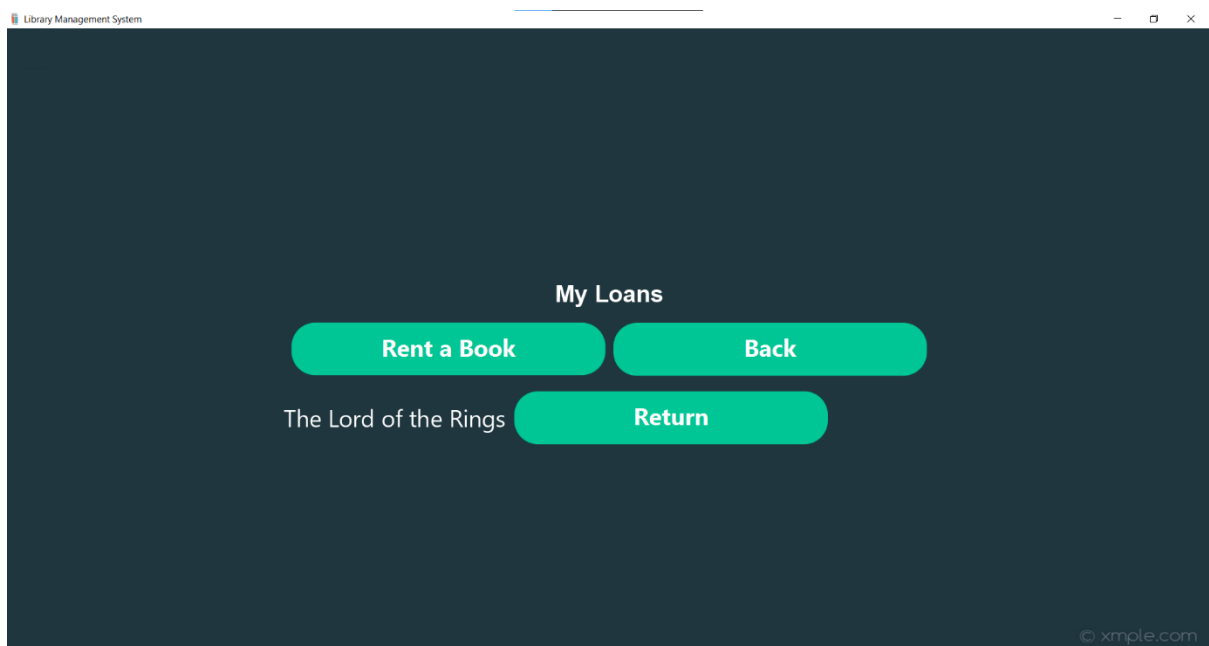 Library Management System
My Loans
Rent a Book Back
The Lord of the Rings Return
© xmple.com